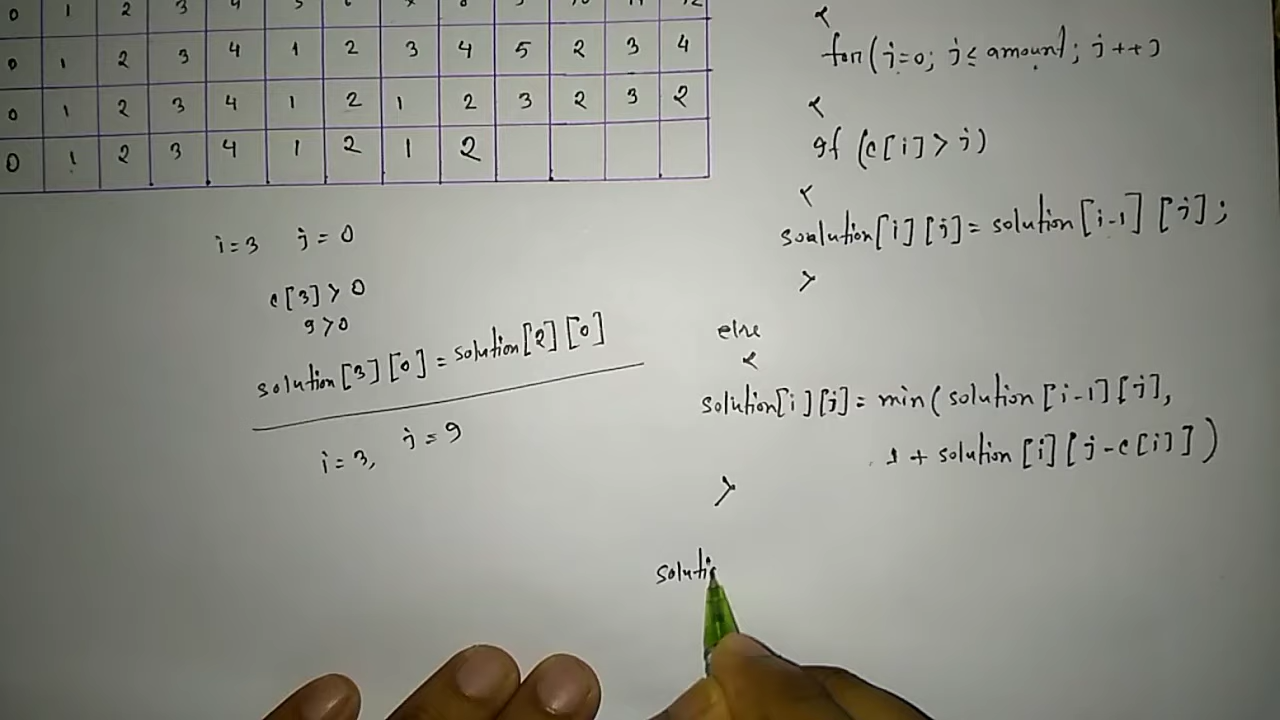 0 1 2 3 4 5 6 7 8 9 10 11 12
0 1 2 3 4 1 2 3 4 5 2 3 4
0 1 2 3 4 1 2 1 2 3 2 3 2
0 1 2 3 4 1 2 1 2
i=3 j=0
c[3]>0
9>0
solution[3][0]=solution[2][0]
i=3, j=9
{
for(j=0; j≤amount; j++)
{
if (c[i]>j)
{
solution[i][j]=solution[i-1][j];
}
else
{
solution[i][j]=min(solution[i-1][j],
1+solution[i][j-c[i]])
}
solutio